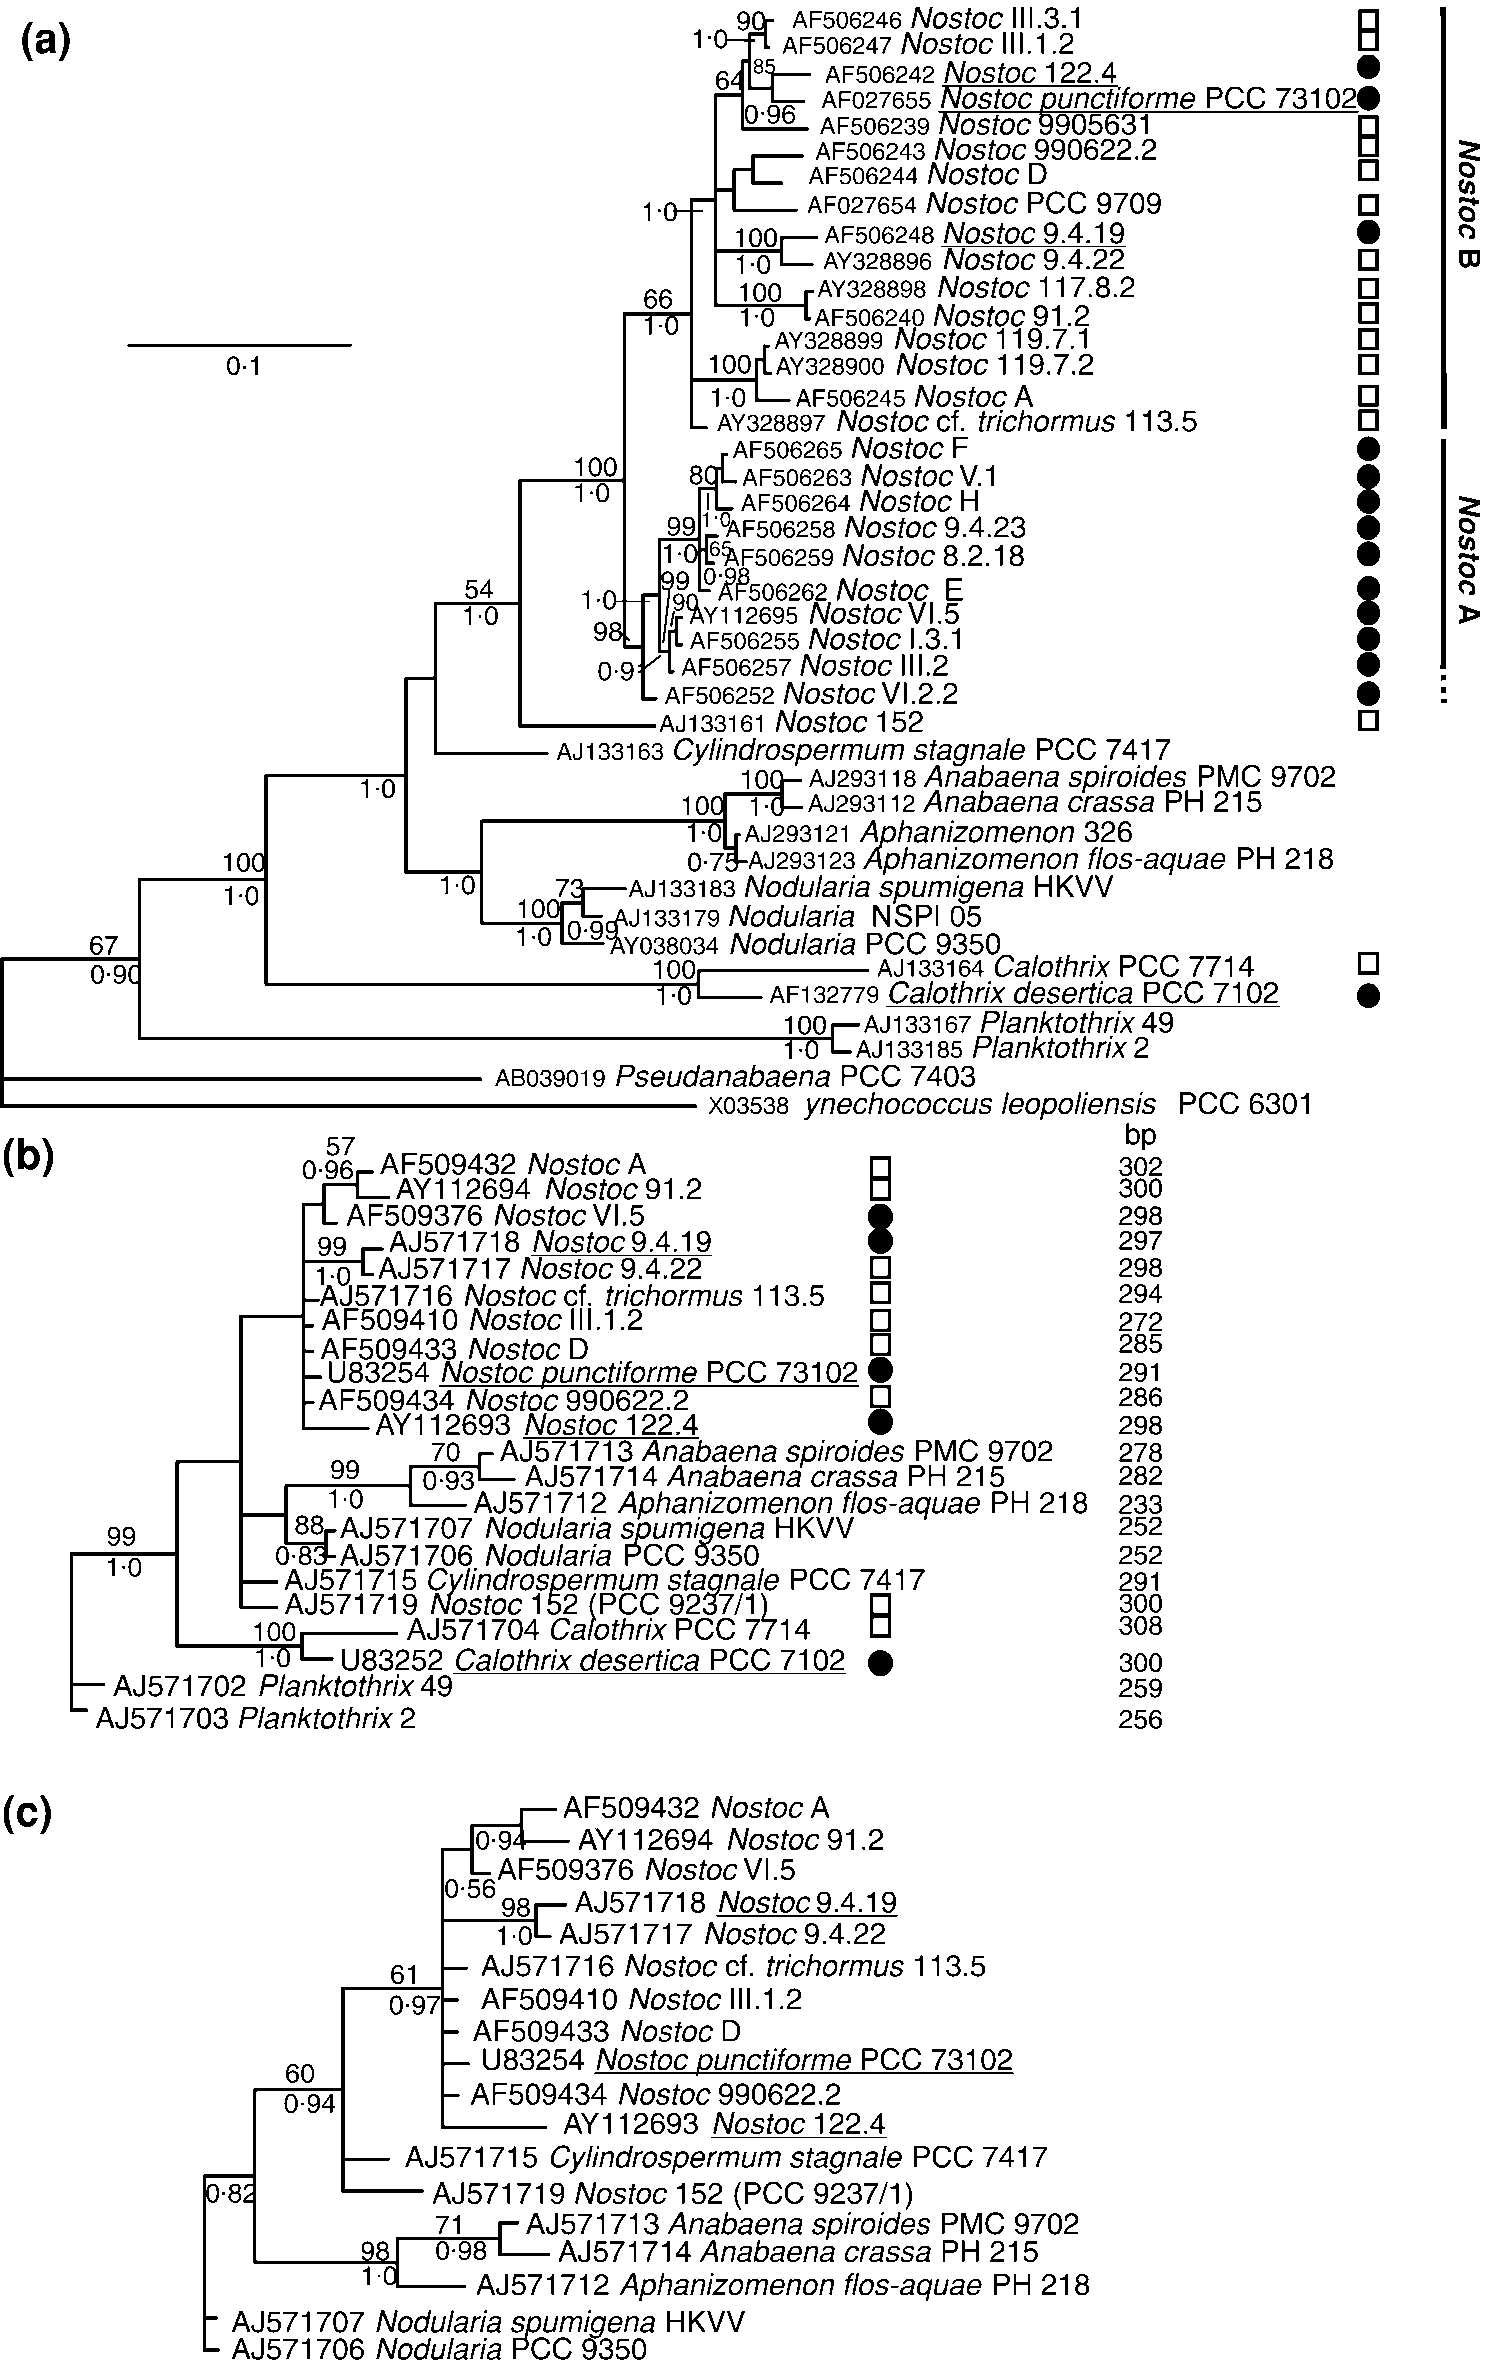 (a)
90 AF506246 Nostoc III.3.1
1·0 AF506247 Nostoc III.1.2
85 AF506242 Nostoc 122.4
64 AF027655 Nostoc punctiforme PCC 73102
0·96 AF506239 Nostoc 9905631
AF506243 Nostoc 990622.2
AF506244 Nostoc D
1·0 AF027654 Nostoc PCC 9709
100 AF506248 Nostoc 9.4.19
1·0 AY328896 Nostoc 9.4.22
100 AY328898 Nostoc 117.8.2
1·0 AF506240 Nostoc 91.2
66
1·0
AY328899 Nostoc 119.7.1
100 AY328900 Nostoc 119.7.2
1·0 AF506245 Nostoc A
AY328897 Nostoc cf. trichormus 113.5
Nostoc B
0·1
AF506265 Nostoc F
80 AF506263 Nostoc V.1
AF506264 Nostoc H
1·0
99 AF506258 Nostoc 9.4.23
1·0 65 AF506259 Nostoc 8.2.18
0·98
99 AF506262 Nostoc E
1·0 90 AY112695 Nostoc VI.5
98 AF506255 Nostoc I.3.1
0·9 AF506257 Nostoc III.2
AF506252 Nostoc VI.2.2
Nostoc A
100
1·0
54
1·0
AJ133161 Nostoc 152
AJ133163 Cylindrospermum stagnale PCC 7417
1·0
100 AJ293118 Anabaena spiroides PMC 9702
100 1·0 AJ293112 Anabaena crassa PH 215
1·0 AJ293121 Aphanizomenon 326
0·75 AJ293123 Aphanizomenon flos-aquae PH 218
100
1·0
1·0
73 AJ133183 Nodularia spumigena HKVV
100 AJ133179 Nodularia NSPI 05
1·0 0·99 AY038034 Nodularia PCC 9350
67
0·90
100 AJ133164 Calothrix PCC 7714
1·0 AF132779 Calothrix desertica PCC 7102
100 AJ133167 Planktothrix 49
1·0 AJ133185 Planktothrix 2
AB039019 Pseudanabaena PCC 7403
X03538 ynechococcus leopoliensis PCC 6301
(b)
bp
57
0·96 AF509432 Nostoc A 302
AY112694 Nostoc 91.2 300
AF509376 Nostoc VI.5 298
99 AJ571718 Nostoc 9.4.19 297
1·0 AJ571717 Nostoc 9.4.22 298
AJ571716 Nostoc cf. trichormus 113.5 294
AF509410 Nostoc III.1.2 272
AF509433 Nostoc D 285
U83254 Nostoc punctiforme PCC 73102 291
AF509434 Nostoc 990622.2 286
AY112693 Nostoc 122.4 298
70 AJ571713 Anabaena spiroides PMC 9702 278
99 0·93 AJ571714 Anabaena crassa PH 215 282
1·0 AJ571712 Aphanizomenon flos-aquae PH 218 233
88 AJ571707 Nodularia spumigena HKVV 252
0·83 AJ571706 Nodularia PCC 9350 252
99
1·0
AJ571715 Cylindrospermum stagnale PCC 7417 291
AJ571719 Nostoc 152 (PCC 9237/1) 300
100 AJ571704 Calothrix PCC 7714 308
1·0 U83252 Calothrix desertica PCC 7102 300
AJ571702 Planktothrix 49 259
AJ571703 Planktothrix 2 256
(c)
AF509432 Nostoc A
0·94 AY112694 Nostoc 91.2
AF509376 Nostoc VI.5
0·56
98 AJ571718 Nostoc 9.4.19
1·0 AJ571717 Nostoc 9.4.22
61 AJ571716 Nostoc cf. trichormus 113.5
0·97 AF509410 Nostoc III.1.2
AF509433 Nostoc D
U83254 Nostoc punctiforme PCC 73102
60
0·94
AF509434 Nostoc 990622.2
AY112693 Nostoc 122.4
AJ571715 Cylindrospermum stagnale PCC 7417
0·82 AJ571719 Nostoc 152 (PCC 9237/1)
71 AJ571713 Anabaena spiroides PMC 9702
98 0·98 AJ571714 Anabaena crassa PH 215
1·0 AJ571712 Aphanizomenon flos-aquae PH 218
AJ571707 Nodularia spumigena HKVV
AJ571706 Nodularia PCC 9350